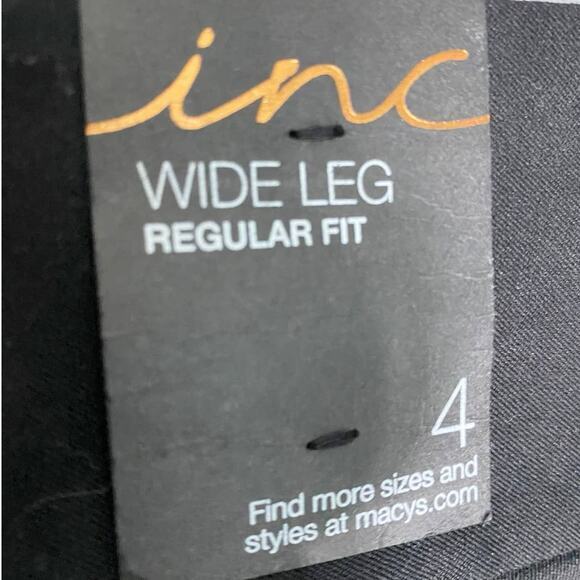 inc
WIDE LEG
REGULAR FIT
4
Find more sizes and
styles at macys.com